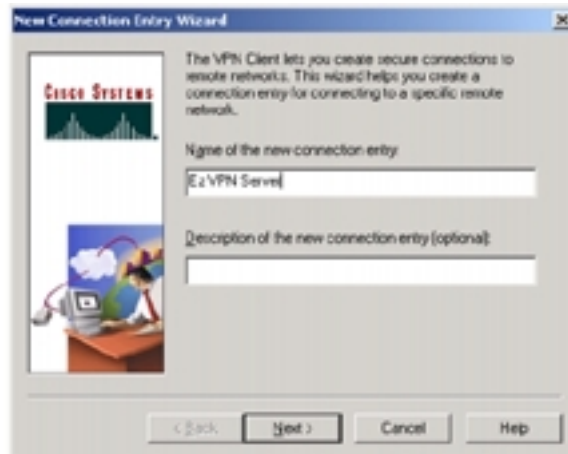 New Connection Entry Wizard
CISCO SYSTEMS
The VPN Client lets you create secure connections to
remote networks. This wizard helps you create a
connection entry for connecting to a specific remote
network.
Name of the new connection entry:
Ez VPN Server
Description of the new connection entry (optional):
< Back
Next >
Cancel
Help